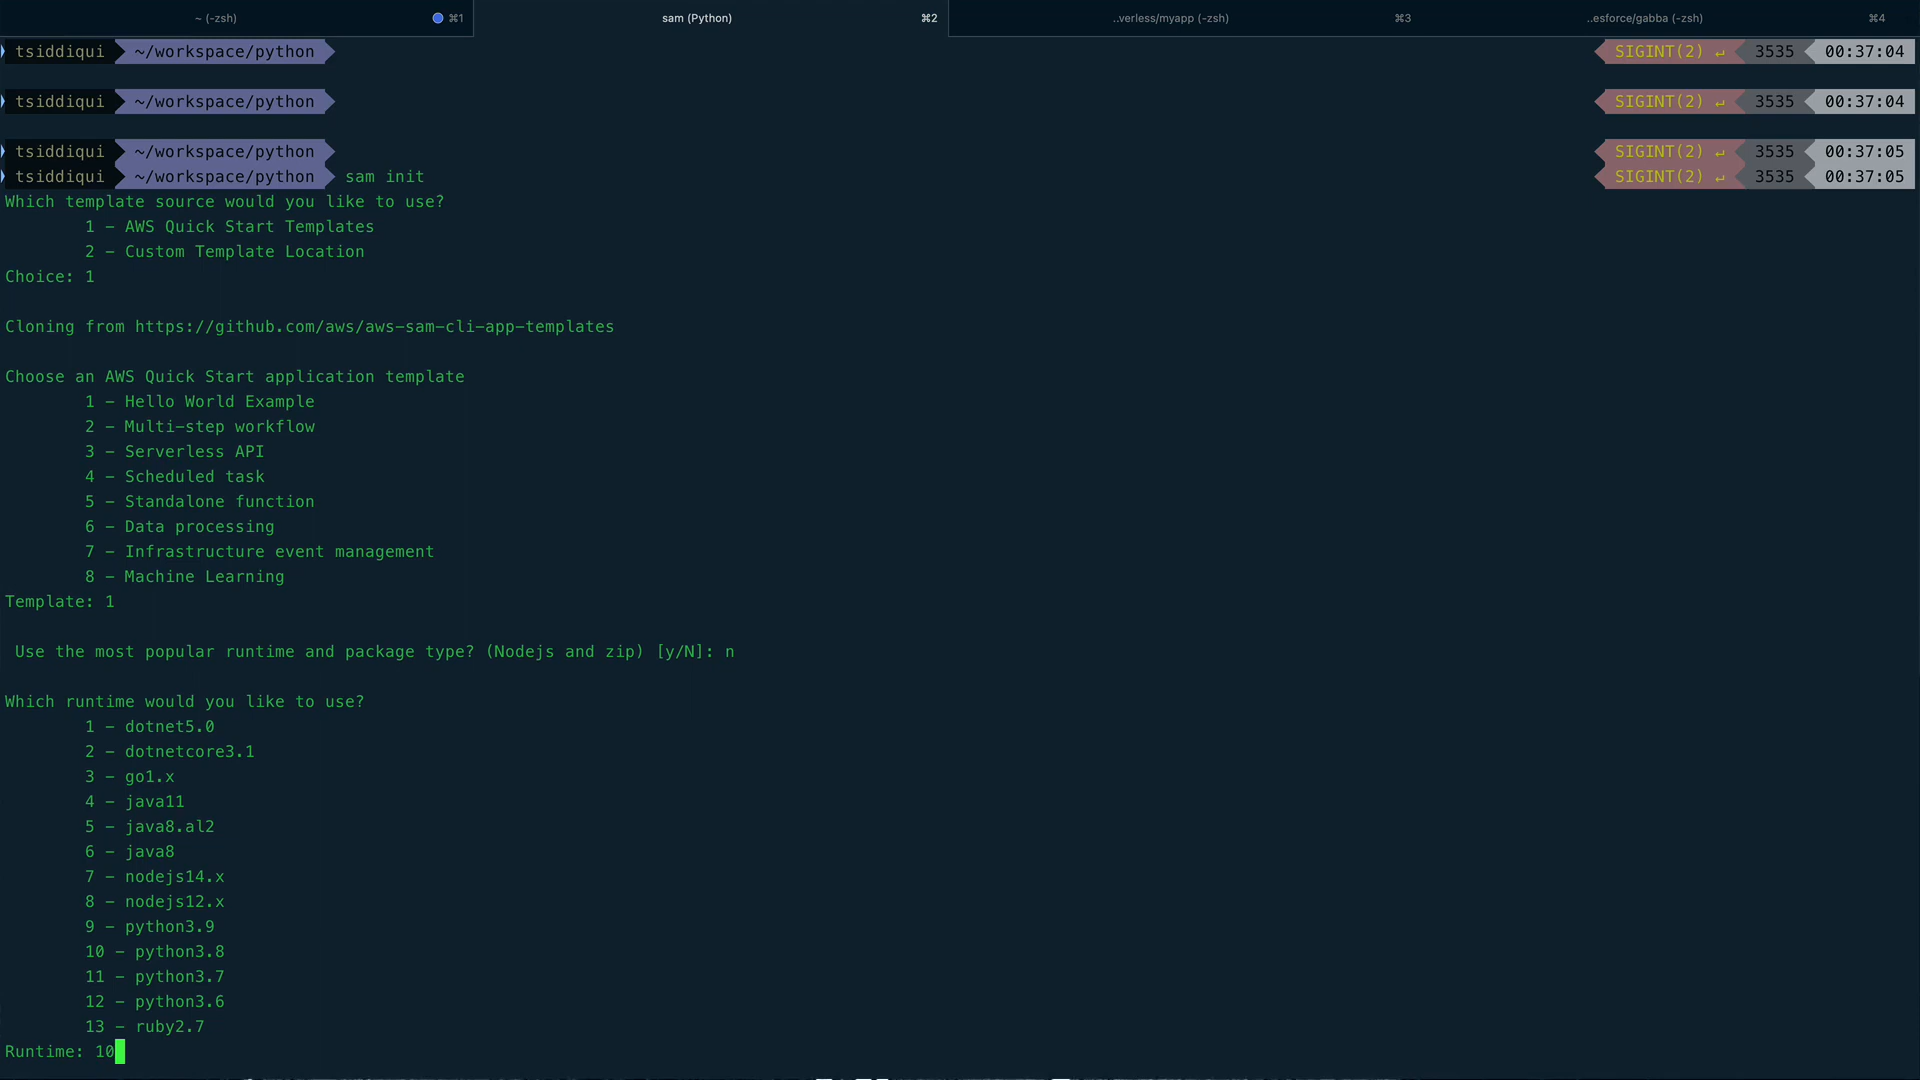 ~ (-zsh) ⌘1 sam (Python) ⌘2 ..verless/myapp (-zsh) ⌘3 ..esforce/gabba (-zsh) ⌘4
tsiddiqui ~/workspace/python SIGINT(2) ↵ 3535 00:37:04
tsiddiqui ~/workspace/python SIGINT(2) ↵ 3535 00:37:04
tsiddiqui ~/workspace/python SIGINT(2) ↵ 3535 00:37:05
tsiddiqui ~/workspace/python sam init SIGINT(2) ↵ 3535 00:37:05
Which template source would you like to use?
1 - AWS Quick Start Templates
2 - Custom Template Location
Choice: 1
Cloning from https://github.com/aws/aws-sam-cli-app-templates
Choose an AWS Quick Start application template
1 - Hello World Example
2 - Multi-step workflow
3 - Serverless API
4 - Scheduled task
5 - Standalone function
6 - Data processing
7 - Infrastructure event management
8 - Machine Learning
Template: 1
Use the most popular runtime and package type? (Nodejs and zip) [y/N]: n
Which runtime would you like to use?
1 - dotnet5.0
2 - dotnetcore3.1
3 - go1.x
4 - java11
5 - java8.al2
6 - java8
7 - nodejs14.x
8 - nodejs12.x
9 - python3.9
10 - python3.8
11 - python3.7
12 - python3.6
13 - ruby2.7
Runtime: 10